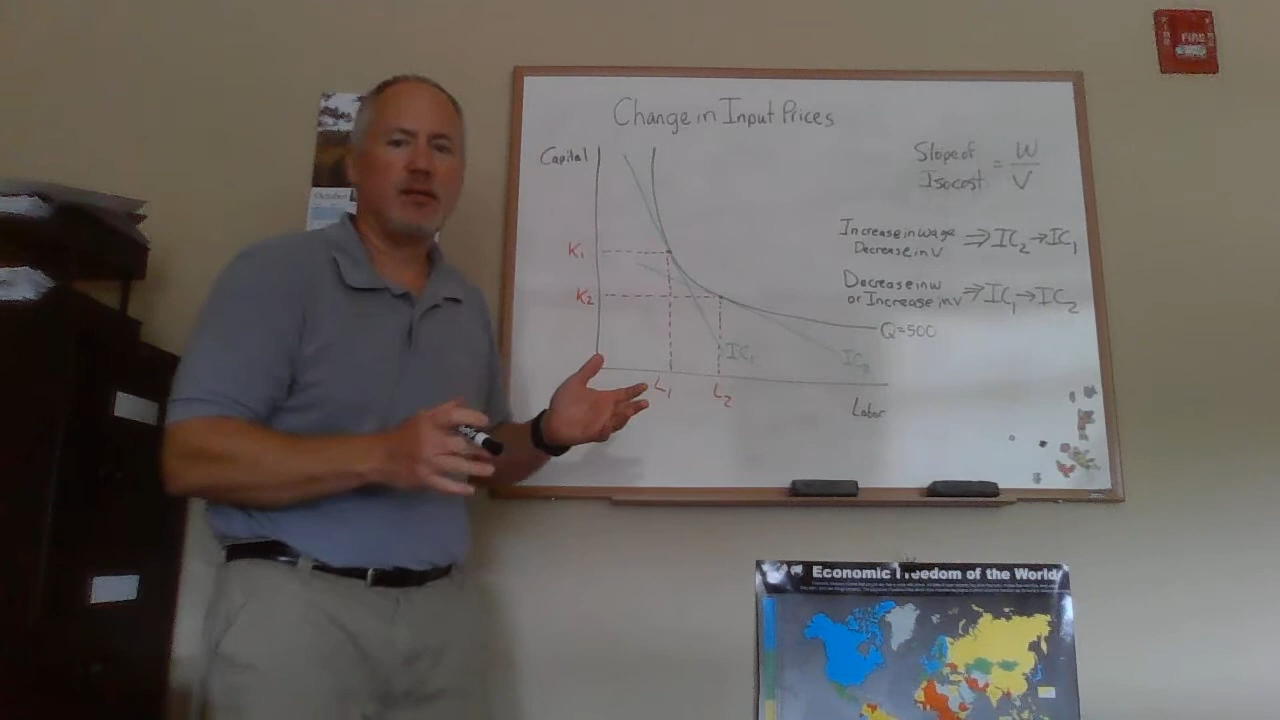 Change in Input Prices
Capital
K₁
K₂
L₁
L₂
IC₁
IC₂
Q=500
Labor
Slope of
Isocost = W/V
Increase in wage
Decrease in V ⇒ IC₂ → IC₁
Decrease in w
or Increase in V ⇒ IC₁ → IC₂
FIRE
October
Economic Freedom of the World